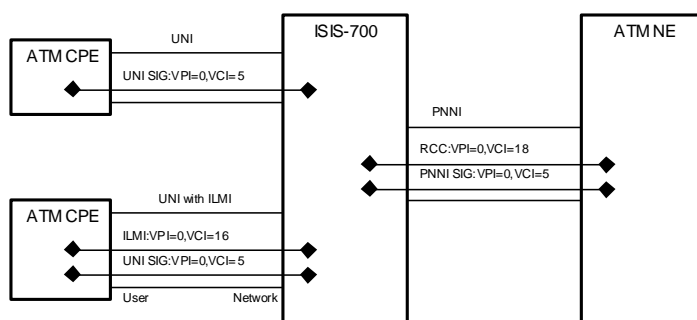 ISIS-700
ATM NE
UNI
ATM CPE
UNI SIG:VPI=0,VCI=5
PNNI
RCC:VPI=0,VCI=18
PNNI SIG:VPI=0,VCI=5
UNI with ILMI
ATM CPE
ILMI:VPI=0,VCI=16
UNI SIG:VPI=0,VCI=5
User
Network